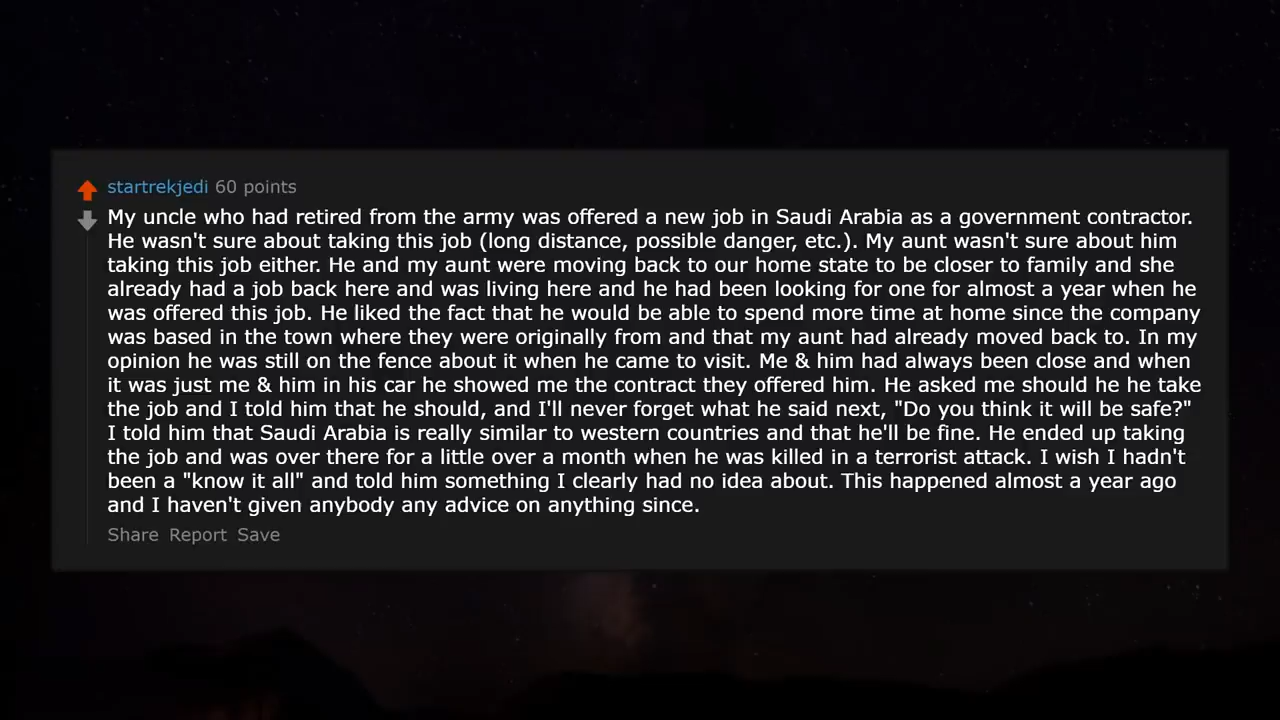 startrekjedi 60 points
My uncle who had retired from the army was offered a new job in Saudi Arabia as a government contractor.
He wasn't sure about taking this job (long distance, possible danger, etc.). My aunt wasn't sure about him
taking this job either. He and my aunt were moving back to our home state to be closer to family and she
already had a job back here and was living here and he had been looking for one for almost a year when he
was offered this job. He liked the fact that he would be able to spend more time at home since the company
was based in the town where they were originally from and that my aunt had already moved back to. In my
opinion he was still on the fence about it when he came to visit. Me & him had always been close and when
it was just me & him in his car he showed me the contract they offered him. He asked me should he he take
the job and I told him that he should, and I'll never forget what he said next, "Do you think it will be safe?"
I told him that Saudi Arabia is really similar to western countries and that he'll be fine. He ended up taking
the job and was over there for a little over a month when he was killed in a terrorist attack. I wish I hadn't
been a "know it all" and told him something I clearly had no idea about. This happened almost a year ago
and I haven't given anybody any advice on anything since.
Share Report Save